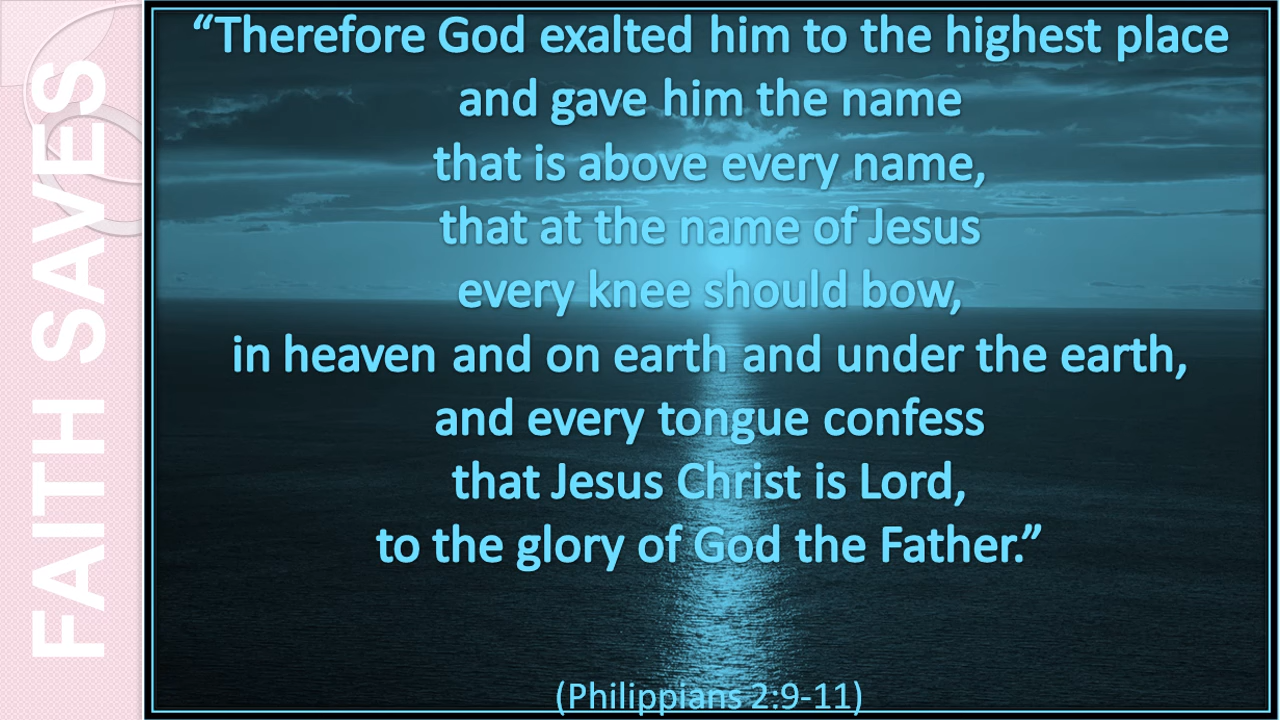 FAITH SAVES
“Therefore God exalted him to the highest place
and gave him the name
that is above every name,
that at the name of Jesus
every knee should bow,
in heaven and on earth and under the earth,
and every tongue confess
that Jesus Christ is Lord,
to the glory of God the Father.”
(Philippians 2:9-11)